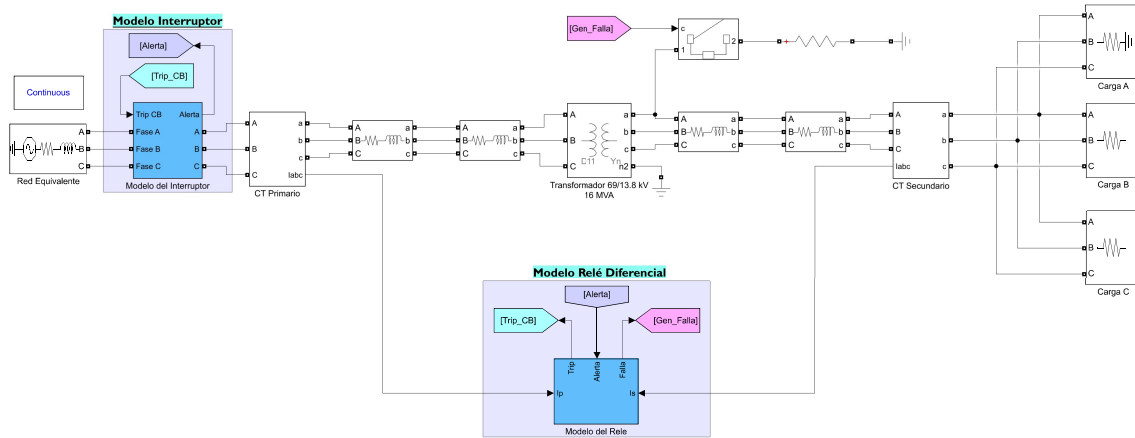 Modelo Interruptor
[Alerta]
[Trip_CB]
Continuous
Trip CB Alerta
Fase A A
Fase B B
Fase C C
A
B
C
Red Equivalente
Modelo del Interruptor
A a
B b
C c
Iabc
CT Primario
A a
B b
C c
A a
B b
C c
A a
B b
C c
n2
D11 Yn
Transformador 69/13.8 kV
16 MVA
[Gen_Falla]
c
1
2
A a
B b
C c
A a
B b
C c
A a
B b
C c
Iabc
CT Secundario
A
B
C
Carga A
A
B
C
Carga B
A
B
C
Carga C
Modelo Relé Diferencial
[Alerta]
[Trip_CB]
[Gen_Falla]
Trip
Alerta
Falla
Ip
Is
Modelo del Rele